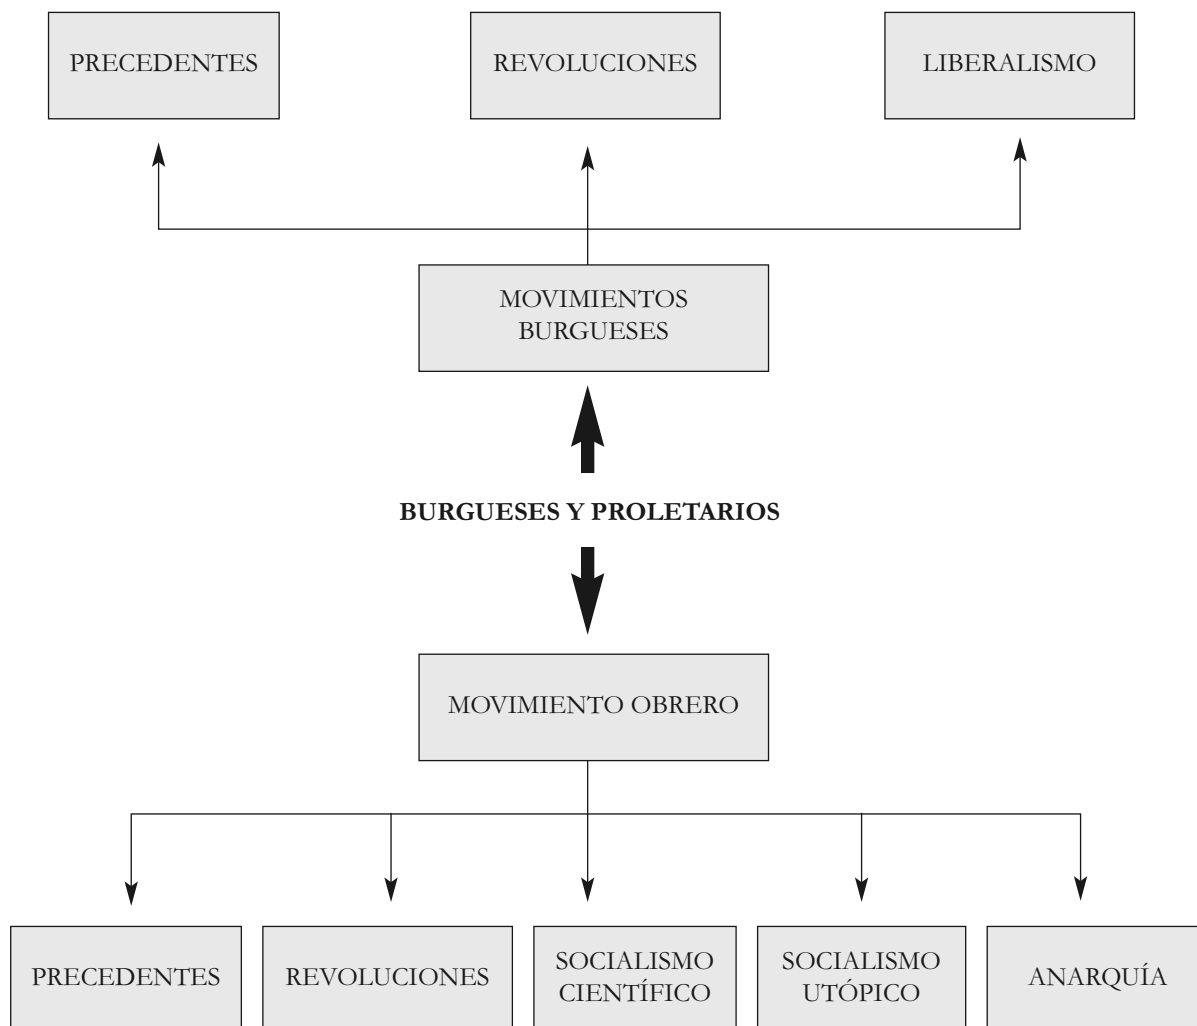 PRECEDENTES
REVOLUCIONES
LIBERALISMO
MOVIMIENTOS
BURGUESES
BURGUESES Y PROLETARIOS
MOVIMIENTO OBRERO
PRECEDENTES
REVOLUCIONES
SOCIALISMO
CIENTÍFICO
SOCIALISMO
UTÓPICO
ANARQUÍA